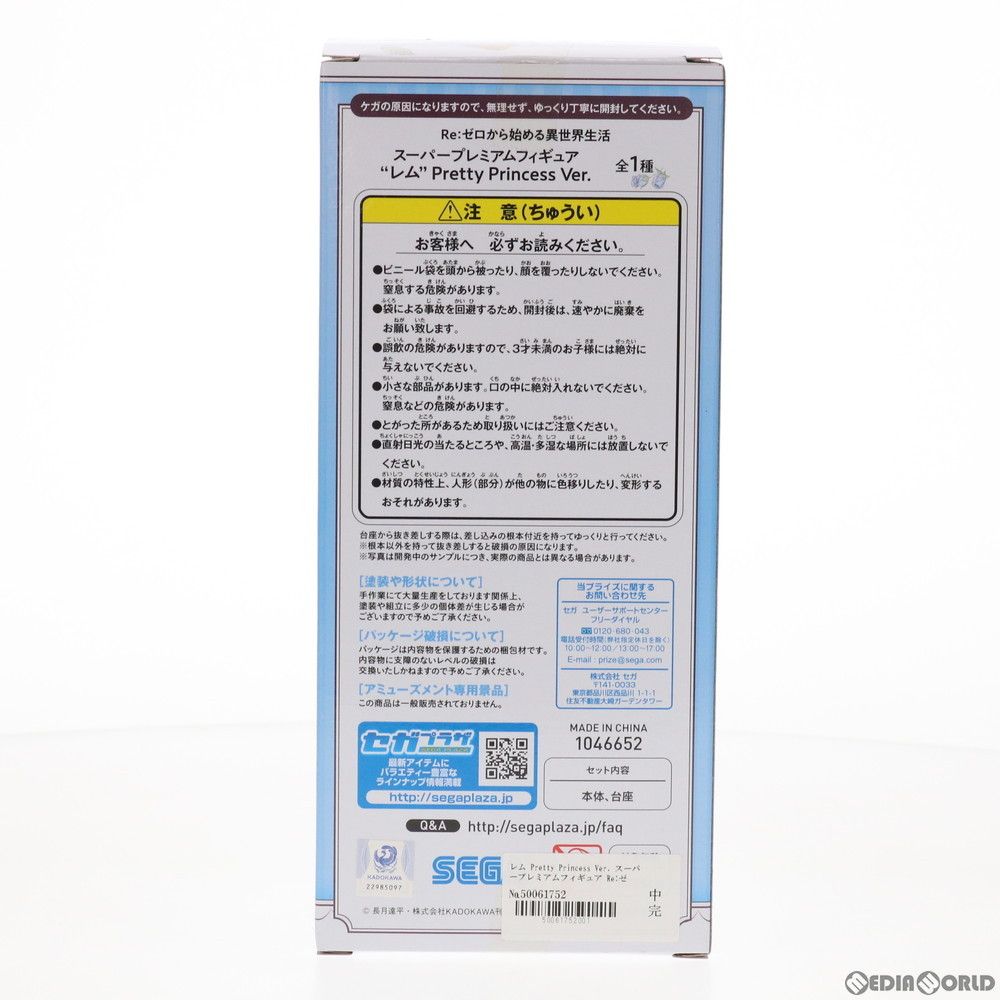 ケガの原因になりますので、無理せず、ゆっくり丁寧に開封してください。
Re:ゼロから始める異世界生活
スーパープレミアムフィギュア
“レム” Pretty Princess Ver.
全1種
⚠注 意(ちゅうい)
お客様へ 必ずお読みください。
●ビニール袋を頭から被ったり、顔を覆ったりしないでください。
窒息する危険があります。
●袋による事故を回避するため、開封後は、速やかに廃棄を
お願い致します。
●誤飲の危険がありますので、3才未満のお子様には絶対に
与えないでください。
●小さな部品があります。口の中に絶対入れないでください。
窒息などの危険があります。
●とがった所があるため取り扱いにはご注意ください。
●直射日光の当たるところや、高温・多湿な場所には放置しないで
ください。
●材質の特性上、人形(部分)が他の物に色移りしたり、変形する
おそれがあります。
台座から抜き差しする際は、差し込みの根本付近を持ってゆっくりと行ってください。
※根本以外を持って抜き差しすると破損の原因になります。
※写真は開発中のサンプルにつき、実際の商品とは異なる場合があります。
[塗装や形状について]
手作業にて大量生産をしております関係上、
塗装や組立に多少の個体差が生じる場合が
ございますので予めご了承ください。
[パッケージ破損について]
パッケージは内容物を保護するための梱包材です。
内容物に支障のないレベルの破損は
交換いたしかねますので予めご了承ください。
[アミューズメント専用景品]
この商品は一般販売されておりません。
当プライズに関する
お問い合わせ先
セガ ユーザーサポートセンター
フリーダイヤル
0120-680-043
電話受付時間(弊社指定休日を除く)
10:00~12:00/13:00~17:00
E-mail : prize@sega.com
株式会社 セガ
〒141-0033
東京都品川区西品川 1-1-1
住友不動産大崎ガーデンタワー
セガプラザ
SEGA PLAZA
最新アイテムに
バラエティー豊富な
ラインナップ情報満載
http://segaplaza.jp
MADE IN CHINA
1046652
セット内容
本体、台座
Q&A http://segaplaza.jp/faq
KADOKAWA
22985097
SEG
© 長月達平・株式会社KADOKAWA刊
レム Pretty Princess Ver. スーパ
ープレミアムフィギュア Re:ゼ
No50061752
50061752001
中
完
MEDIAWORLD